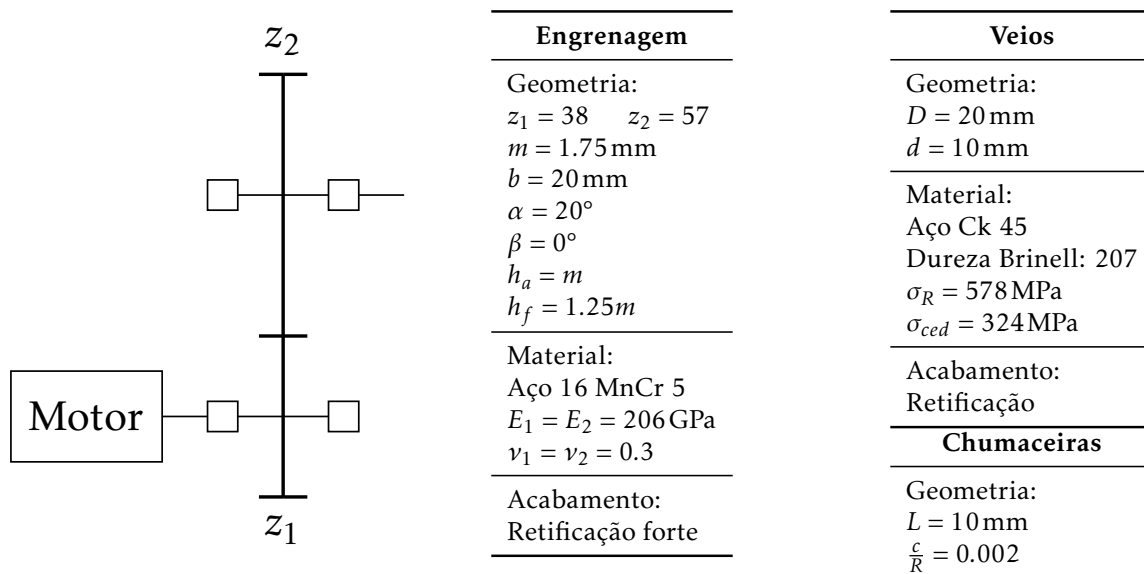 z₂
Motor
z₁
Engrenagem
Geometria:
z₁ = 38 z₂ = 57
m = 1.75 mm
b = 20 mm
α = 20°
β = 0°
hₐ = m
h_f = 1.25m
Material:
Aço 16 MnCr 5
E₁ = E₂ = 206 GPa
ν₁ = ν₂ = 0.3
Acabamento:
Retificação forte
Veios
Geometria:
D = 20 mm
d = 10 mm
Material:
Aço Ck 45
Dureza Brinell: 207
σ_R = 578 MPa
σ_ced = 324 MPa
Acabamento:
Retificação
Chumaceiras
Geometria:
L = 10 mm
c/R = 0.002